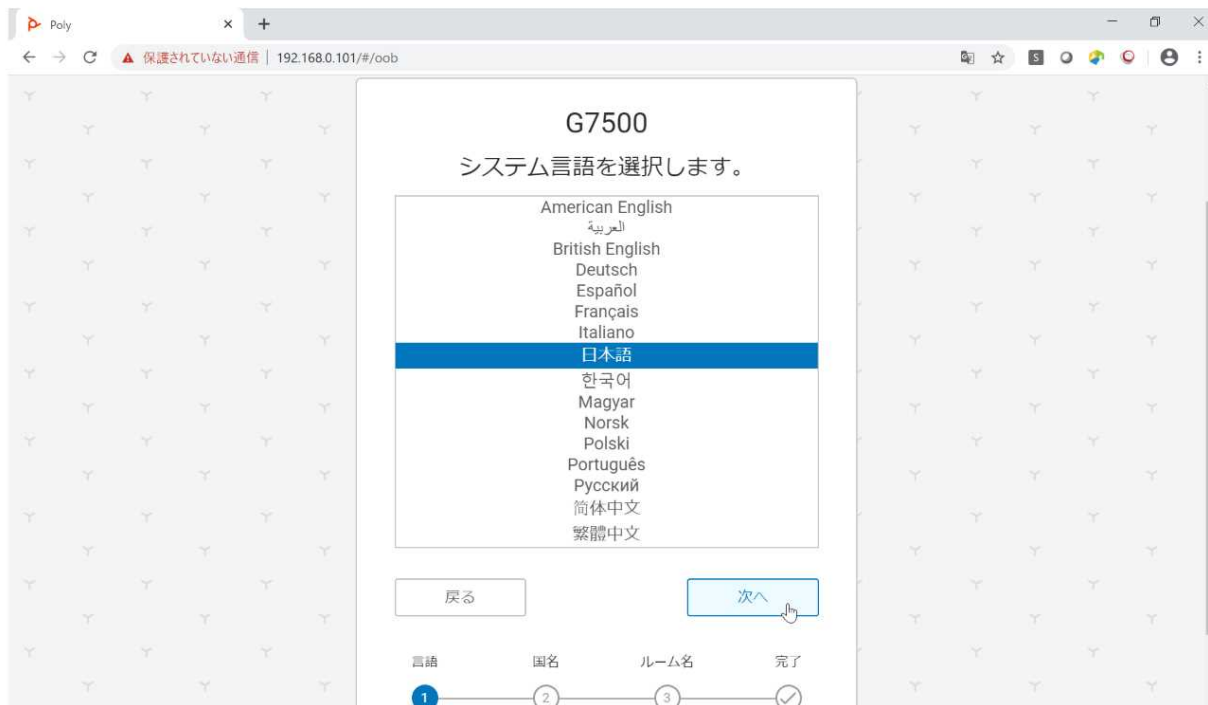 Poly
保護されていない通信 | 192.168.0.101/#/oob
S
G7500
システム言語を選択します。
American English
العربية
British English
Deutsch
Español
Français
Italiano
日本語
한국어
Magyar
Norsk
Polski
Português
Русский
简体中文
繁體中文
戻る
次へ
言語
国名
ルーム名
完了
1
2
3